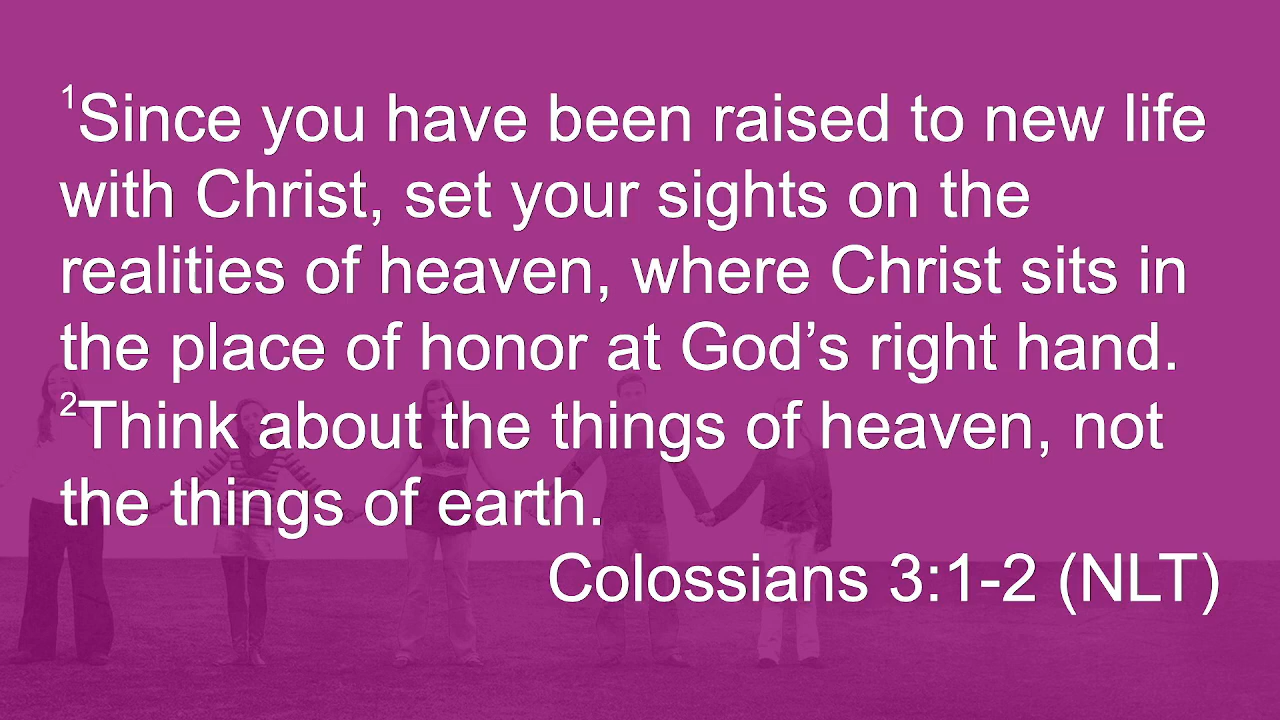 ¹Since you have been raised to new life
with Christ, set your sights on the
realities of heaven, where Christ sits in
the place of honor at God’s right hand.
²Think about the things of heaven, not
the things of earth.
Colossians 3:1-2 (NLT)